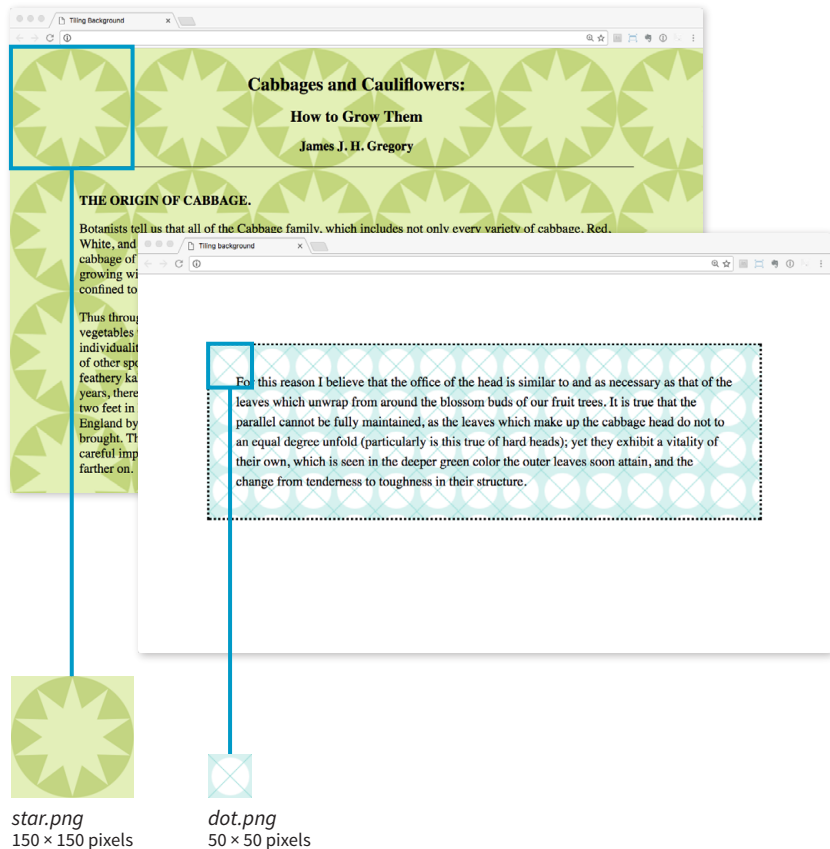 Tiling Background
Cabbages and Cauliflowers:
How to Grow Them
James J. H. Gregory
THE ORIGIN OF CABBAGE.
Botanists tell us that all of the Cabbage family, which includes not only every variety of cabbage, Red,
White, and
cabbage of
growing wi
confined to
Thus throug
vegetables
individualit
of other spo
feathery ka
years, there
two feet in
England by
brought. Th
careful imp
farther on.
Tiling background
For this reason I believe that the office of the head is similar to and as necessary as that of the
leaves which unwrap from around the blossom buds of our fruit trees. It is true that the
parallel cannot be fully maintained, as the leaves which make up the cabbage head do not to
an equal degree unfold (particularly is this true of hard heads); yet they exhibit a vitality of
their own, which is seen in the deeper green color the outer leaves soon attain, and the
change from tenderness to toughness in their structure.
star.png
150 × 150 pixels
dot.png
50 × 50 pixels